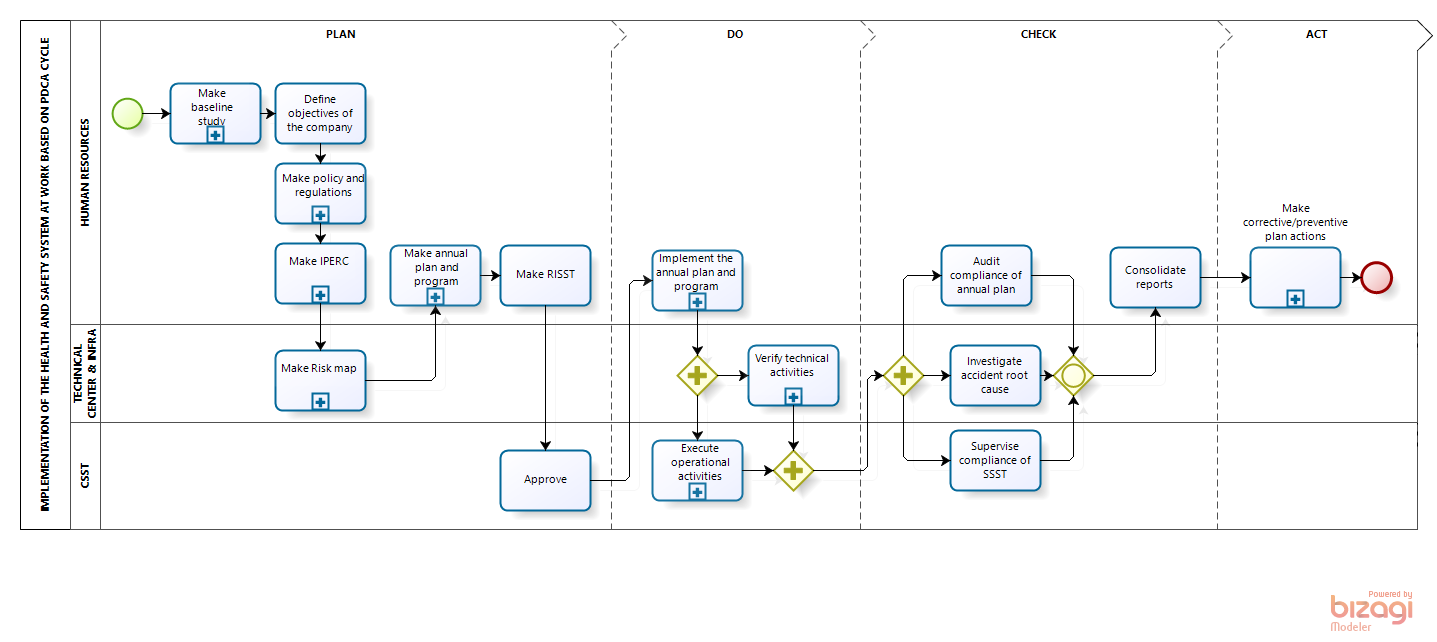 IMPLEMENTATION OF THE HEALTH AND SAFETY SYSTEM AT WORK BASED ON PDCA CYCLE
PLAN
DO
CHECK
ACT
HUMAN RESOURCES
Make
baseline
study
Define
objectives of
the company
Make policy and
regulations
Make IPERC
Make annual
plan and
program
Make RISST
Implement the
annual plan and
program
Audit
compliance of
annual plan
Consolidate
reports
Make
corrective/preventive
plan actions
TECHNICAL
CENTER & INFRA
Make Risk map
Verify technical
activities
Investigate
accident root
cause
CSST
Approve
Execute
operational
activities
Supervise
compliance of
SSST
Powered by
bizagi
Modeler